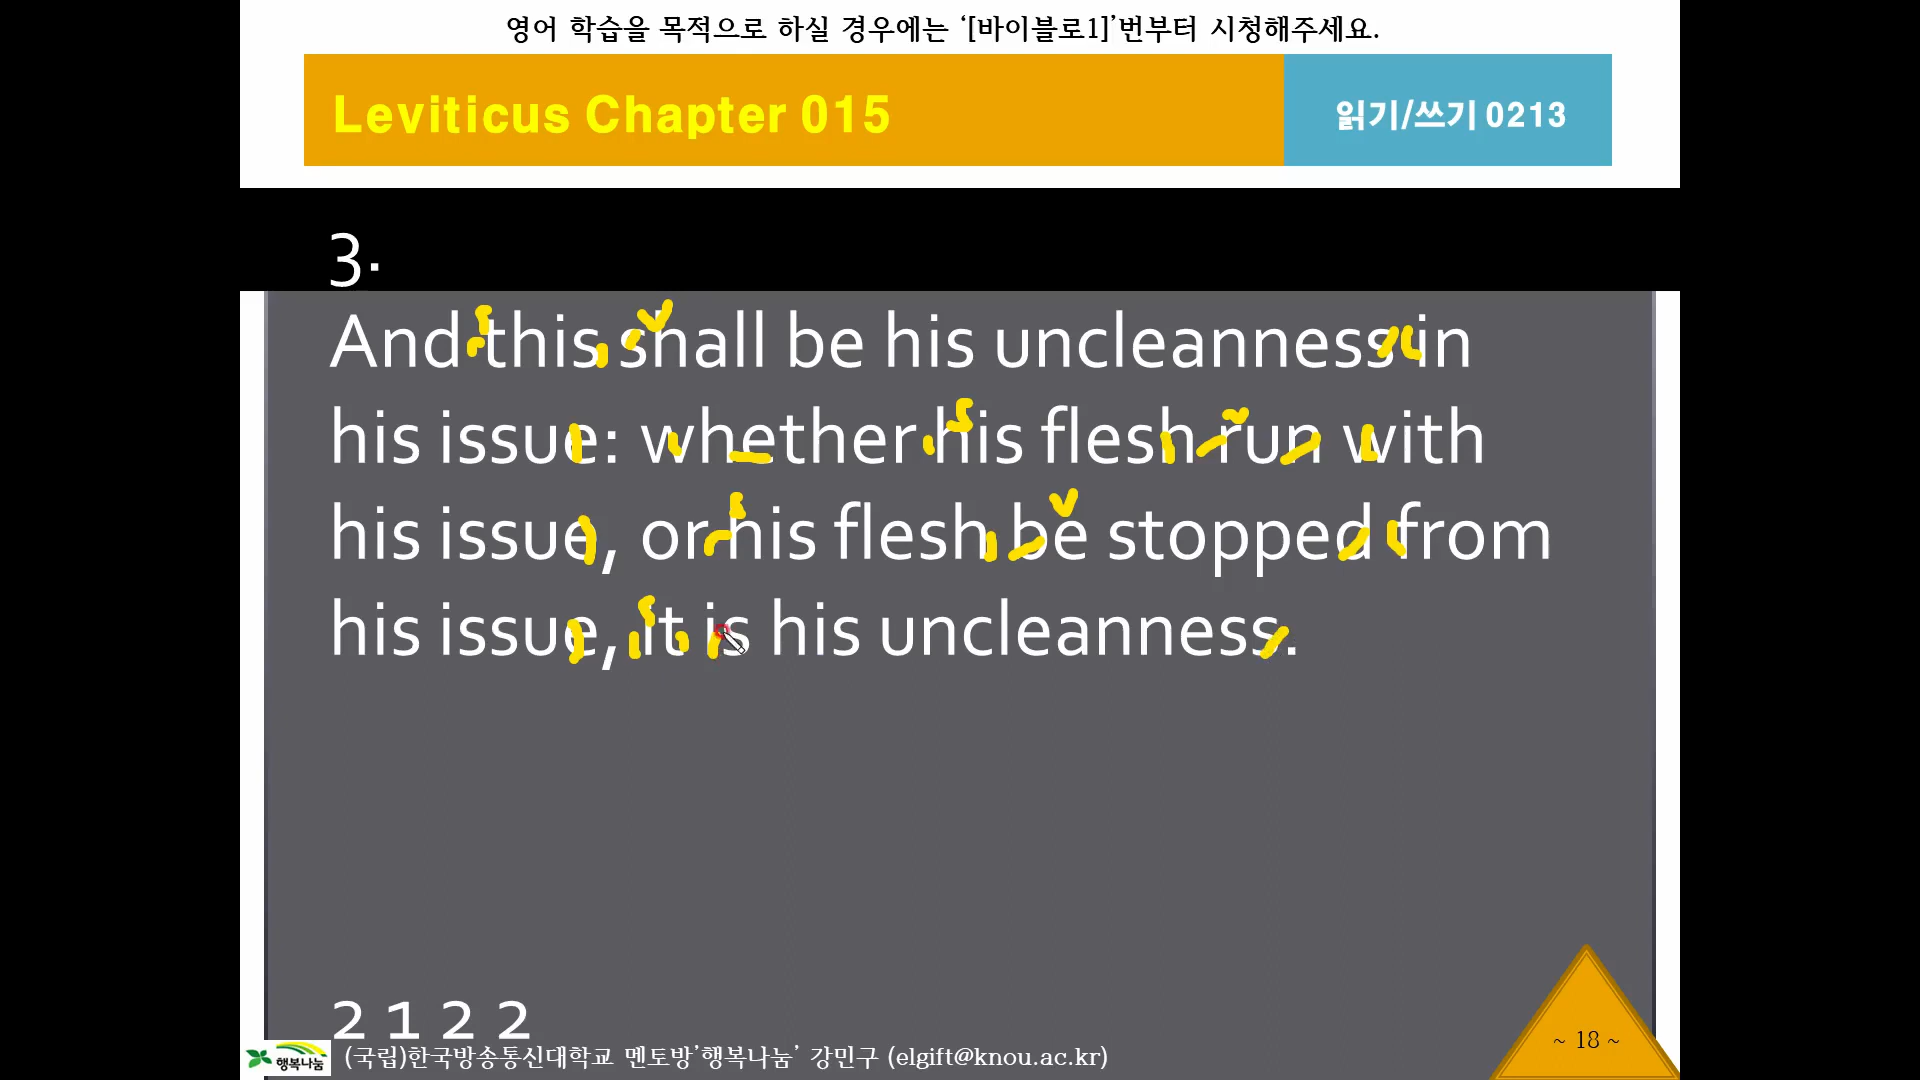 영어 학습을 목적으로 하실 경우에는 ‘[바이블로1]’번부터 시청해주세요.
Leviticus Chapter 015
읽기/쓰기 0213
3.
And this shall be his uncleanness in
his issue: whether his flesh run with
his issue, or his flesh be stopped from
his issue, it is his uncleanness.
2 1 2 2
~ 18 ~
행복나눔
(국립)한국방송통신대학교 멘토방’행복나눔’ 강민구 (elgift@knou.ac.kr)